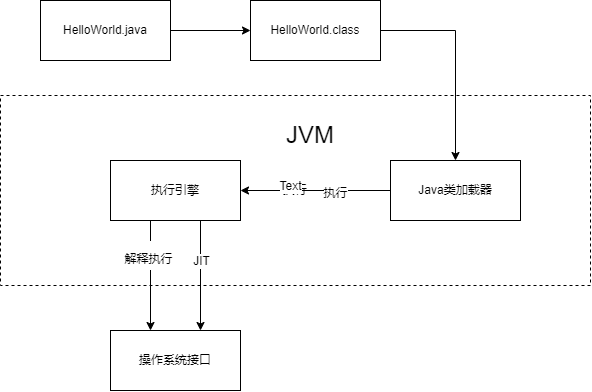 HelloWorld.java
HelloWorld.class
JVM
执行引擎
Text
执行
Java类加载器
解释执行
JIT
操作系统接口